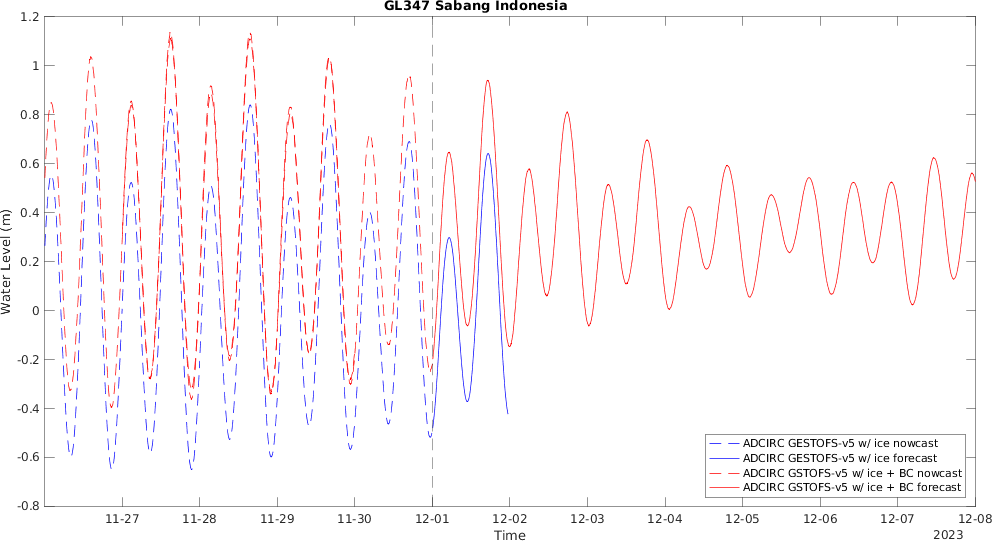 GL347 Sabang Indonesia
1.2
1
0.8
0.6
0.4
0.2
0
-0.2
-0.4
-0.6
-0.8
Water Level (m)
ADCIRC GESTOFS-v5 w/ ice nowcast
ADCIRC GESTOFS-v5 w/ ice forecast
ADCIRC GSTOFS-v5 w/ ice + BC nowcast
ADCIRC GSTOFS-v5 w/ ice + BC forecast
11-27 11-28 11-29 11-30 12-01 12-02 12-03 12-04 12-05 12-06 12-07 12-08
Time
2023